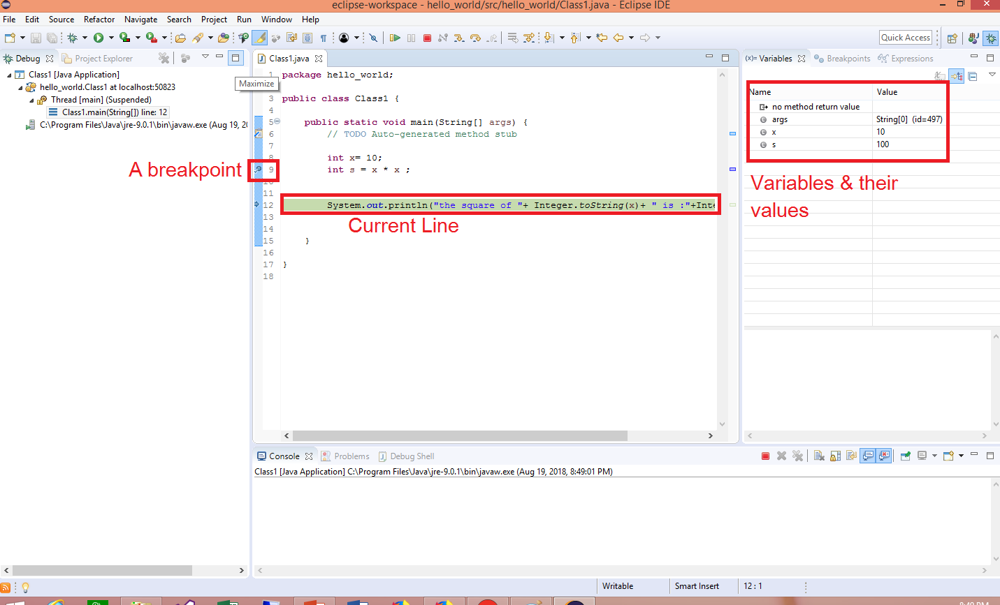 eclipse-workspace - hello_world/src/hello_world/Class1.java - Eclipse IDE
File Edit Source Refactor Navigate Search Project Run Window Help
Quick Access
Debug Project Explorer
Class1 [Java Application]
hello_world.Class1 at localhost:50823
Thread [main] (Suspended)
Class1.main(String[]) line: 12
C:\Program Files\Java\jre-9.0.1\bin\javaw.exe (Aug 19, 20
Maximize
A breakpoint
Class1.java
1 package hello_world;
3 public class Class1 {
4
5 public static void main(String[] args) {
6 // TODO Auto-generated method stub
7
8 int x= 10;
9 int s = x * x ;
10
11
12 System.out.println("the square of "+ Integer.toString(x)+ " is :"+Inte
13
Current Line
14
15 }
16
17 }
18
(x)= Variables Breakpoints Expressions
Name Value
no method return value
args String[0] (id=497)
x 10
s 100
Variables & their
values
Console Problems Debug Shell
Class1 [Java Application] C:\Program Files\Java\jre-9.0.1\bin\javaw.exe (Aug 19, 2018, 8:49:01 PM)
Writable Smart Insert 12 : 1